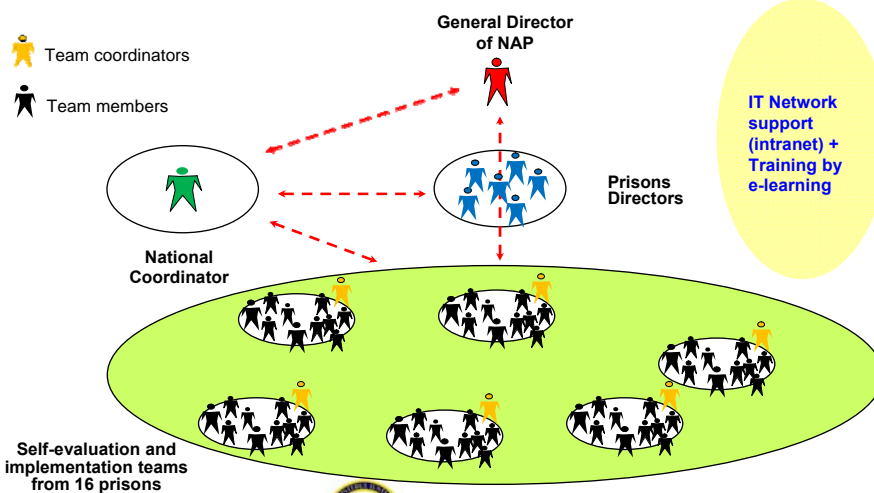 General Director
of NAP
Team coordinators
Team members
IT Network
support
(intranet) +
Training by
e-learning
Prisons
Directors
National
Coordinator
Self-evaluation and
implementation teams
from 16 prisons